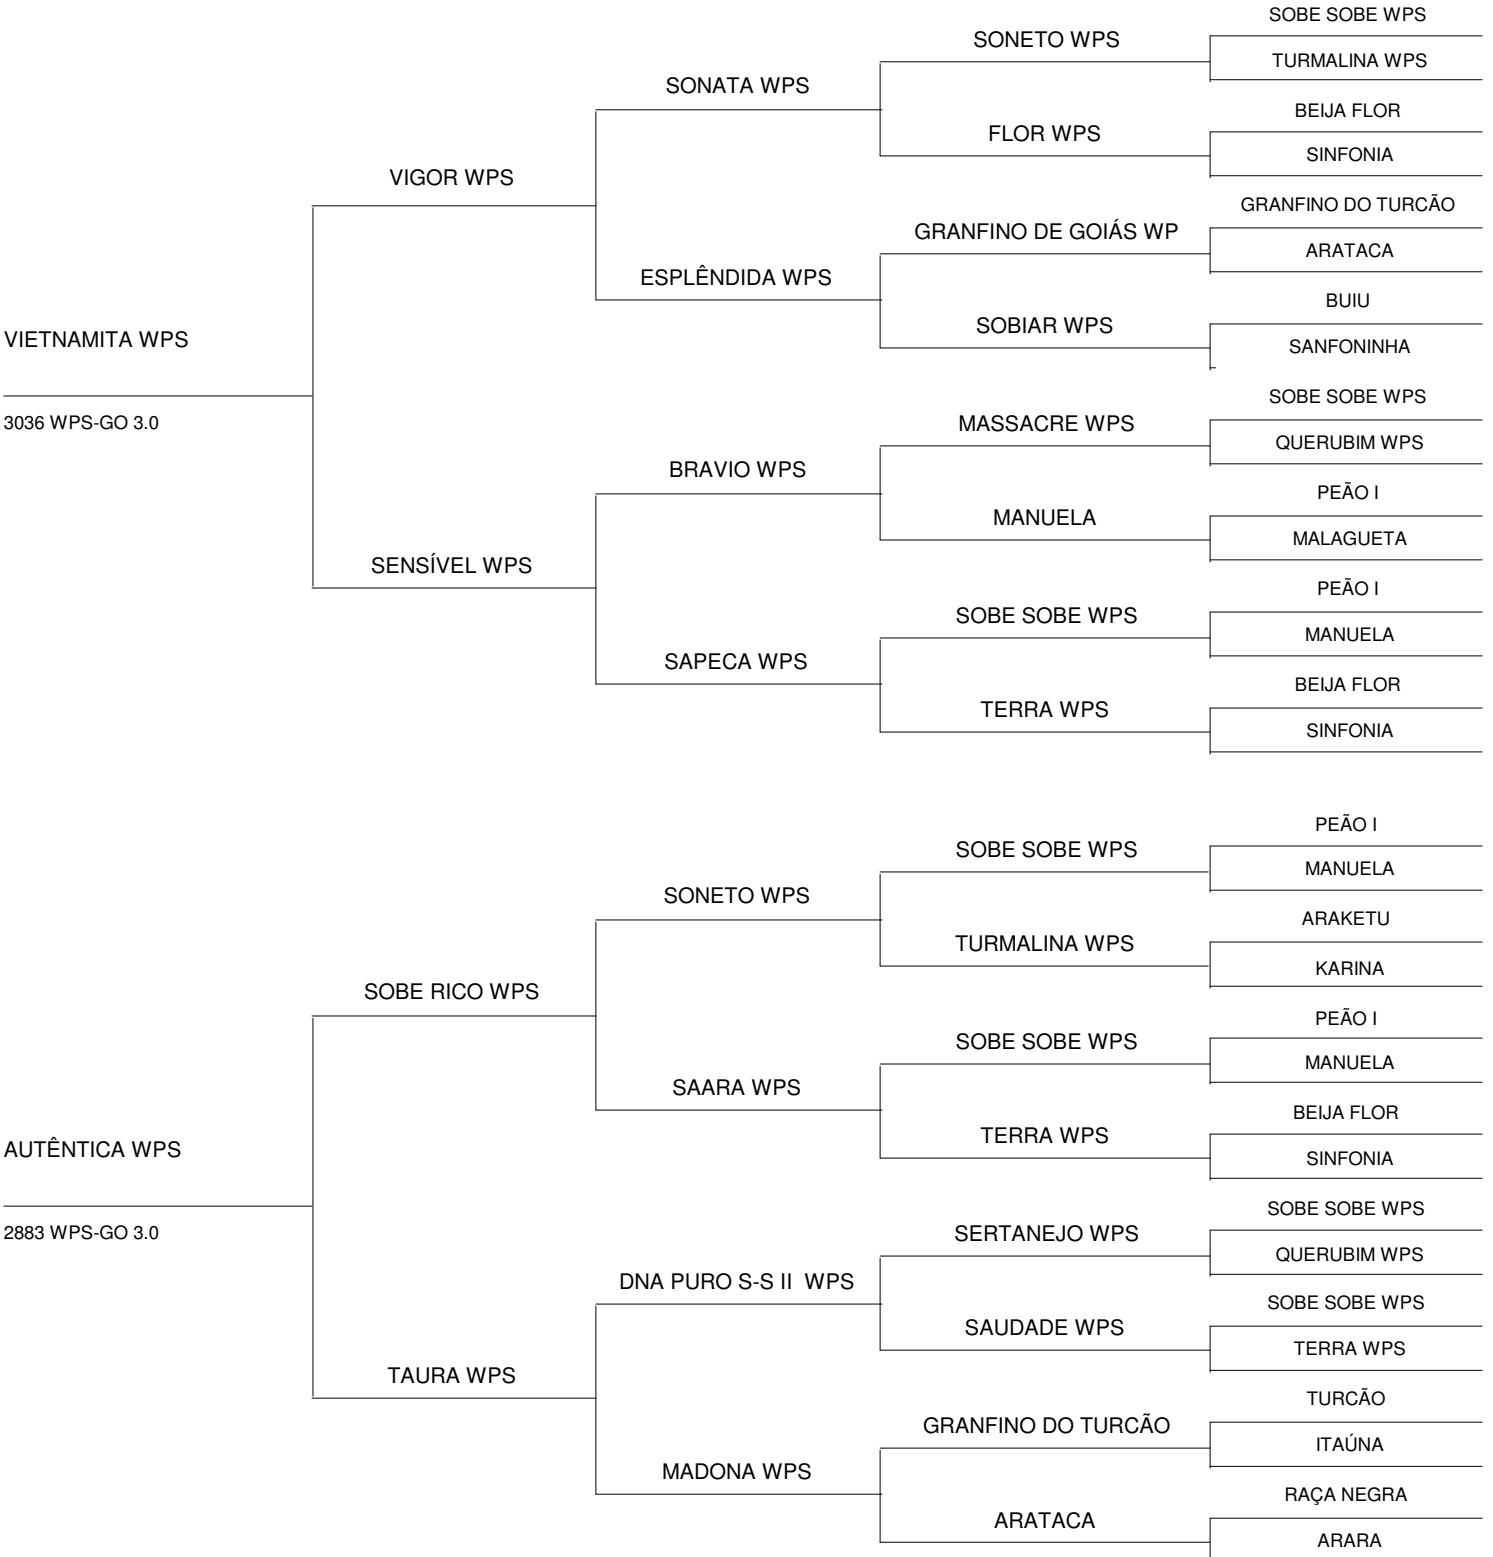 SOBE SOBE WPS
SONETO WPS
TURMALINA WPS
SONATA WPS
BEIJA FLOR
FLOR WPS
SINFONIA
VIGOR WPS
GRANFINO DO TURCÃO
GRANFINO DE GOIÁS WP
ARATACA
ESPLÊNDIDA WPS
BUIU
SOBIAR WPS
SANFONINHA
VIETNAMITA WPS
3036 WPS-GO 3.0
SOBE SOBE WPS
MASSACRE WPS
QUERUBIM WPS
BRAVIO WPS
PEÃO I
MANUELA
MALAGUETA
SENSÍVEL WPS
PEÃO I
SOBE SOBE WPS
MANUELA
SAPECA WPS
BEIJA FLOR
TERRA WPS
SINFONIA
PEÃO I
SOBE SOBE WPS
MANUELA
SONETO WPS
ARAKETU
TURMALINA WPS
KARINA
SOBE RICO WPS
PEÃO I
SOBE SOBE WPS
MANUELA
SAARA WPS
BEIJA FLOR
TERRA WPS
SINFONIA
AUTÊNTICA WPS
2883 WPS-GO 3.0
SOBE SOBE WPS
SERTANEJO WPS
QUERUBIM WPS
DNA PURO S-S II WPS
SOBE SOBE WPS
SAUDADE WPS
TERRA WPS
TAURA WPS
TURCÃO
GRANFINO DO TURCÃO
ITAÚNA
MADONA WPS
RAÇA NEGRA
ARATACA
ARARA